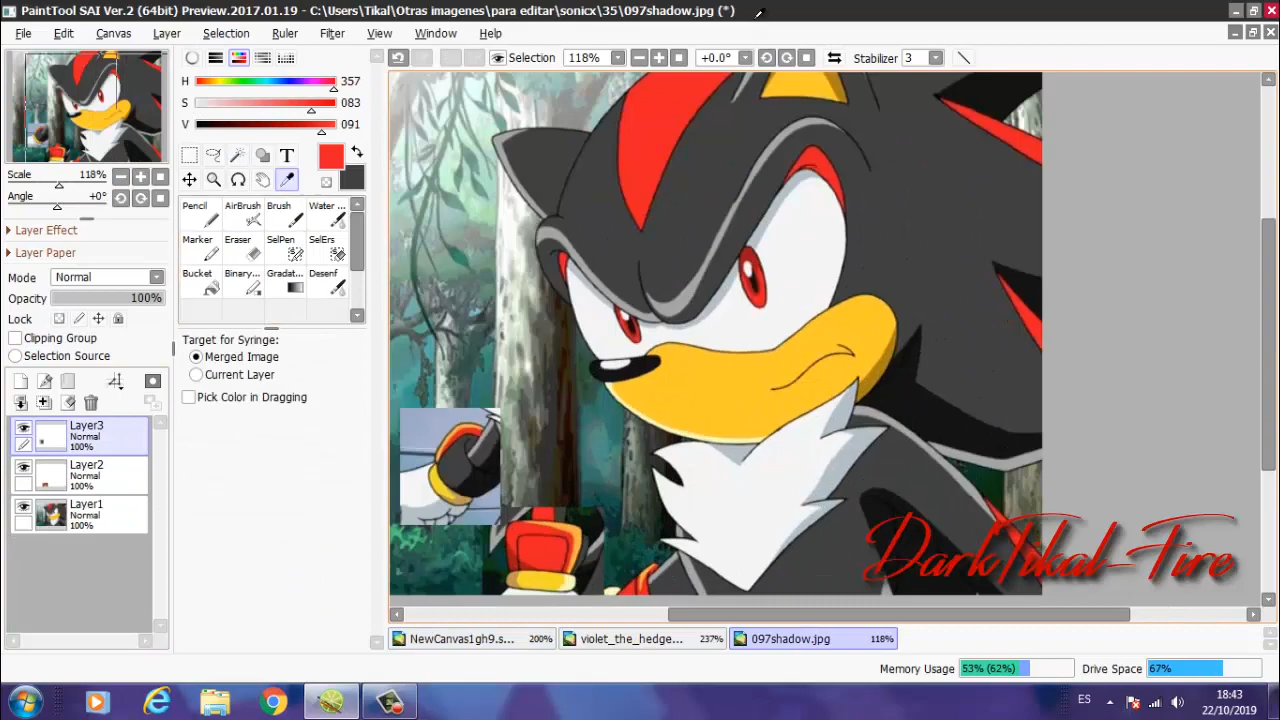 PaintTool SAI Ver.2 (64bit) Preview.2017.01.19 - C:\Users\Tikal\Otras imagenes\para editar\sonicx\35\097shadow.jpg (*)
File Edit Canvas Layer Selection Ruler Filter View Window Help
Selection 118% +0.0° Stabilizer 3
H 357
S 083
V 091
T
Scale 118%
Angle +0°
Layer Effect
Layer Paper
Mode Normal
Opacity 100%
Lock
Clipping Group
Selection Source
Pencil AirBrush Brush Water ...
Marker Eraser SelPen SelErs
Bucket Binary... Gradat... Desenf
Target for Syringe:
Merged Image
Current Layer
Pick Color in Dragging
Layer3
Normal
100%
Layer2
Normal
100%
Layer1
Normal
100%
DarkTikal-Fire
NewCanvas1gh9.s... 200% violet_the_hedge... 237% 097shadow.jpg 118%
Memory Usage 53% (62%) Drive Space 67%
ES 18:43
22/10/2019